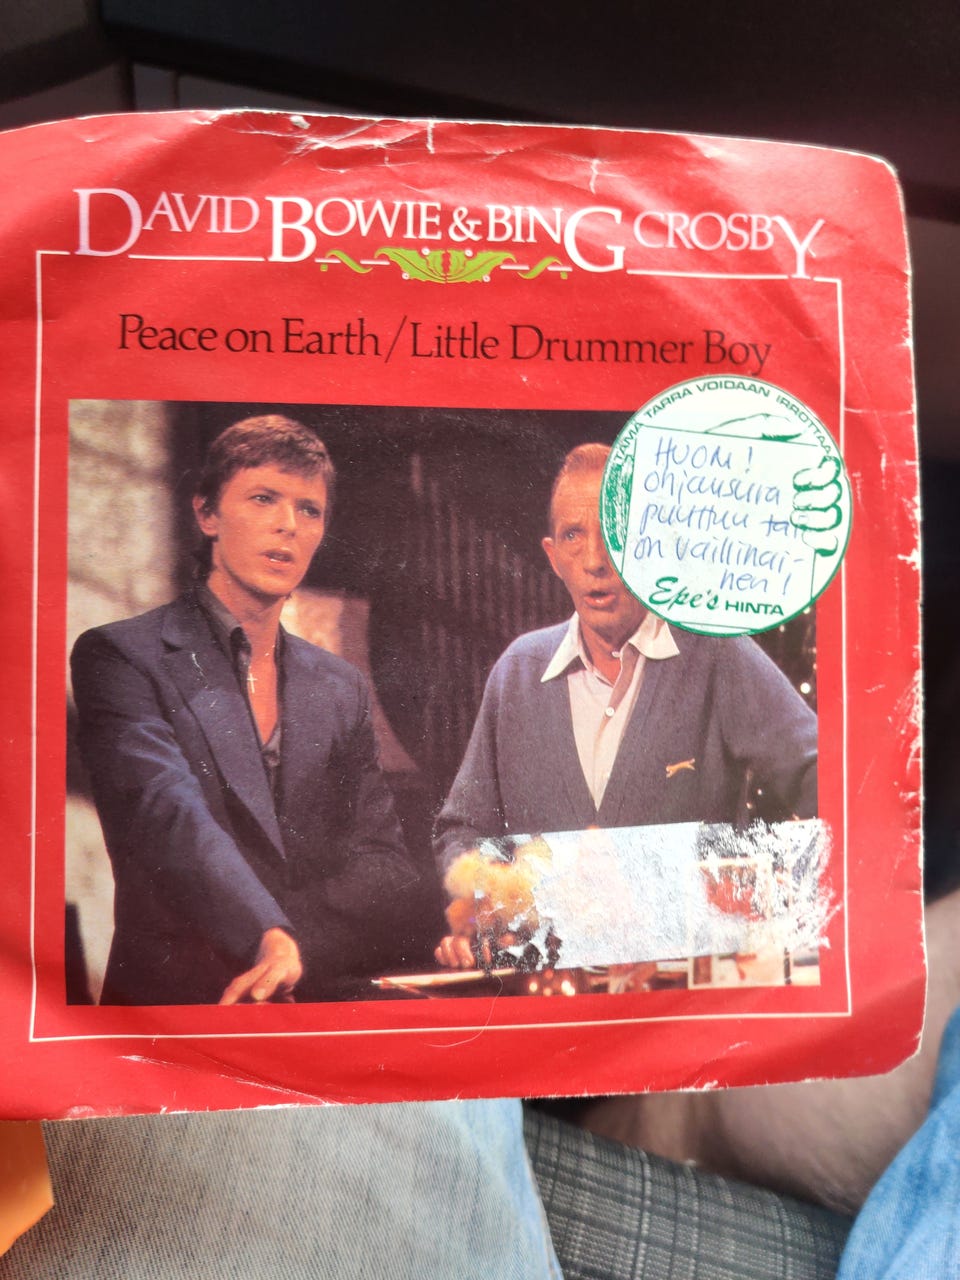 DAVID BOWIE & BING CROSBY
Peace on Earth/Little Drummer Boy
TÄMÄ TARRA VOIDAAN IRROTTAA
HUOM!
ohjausura
puuttuu tai
on vaillinai-
nen!
Epe's HINTA